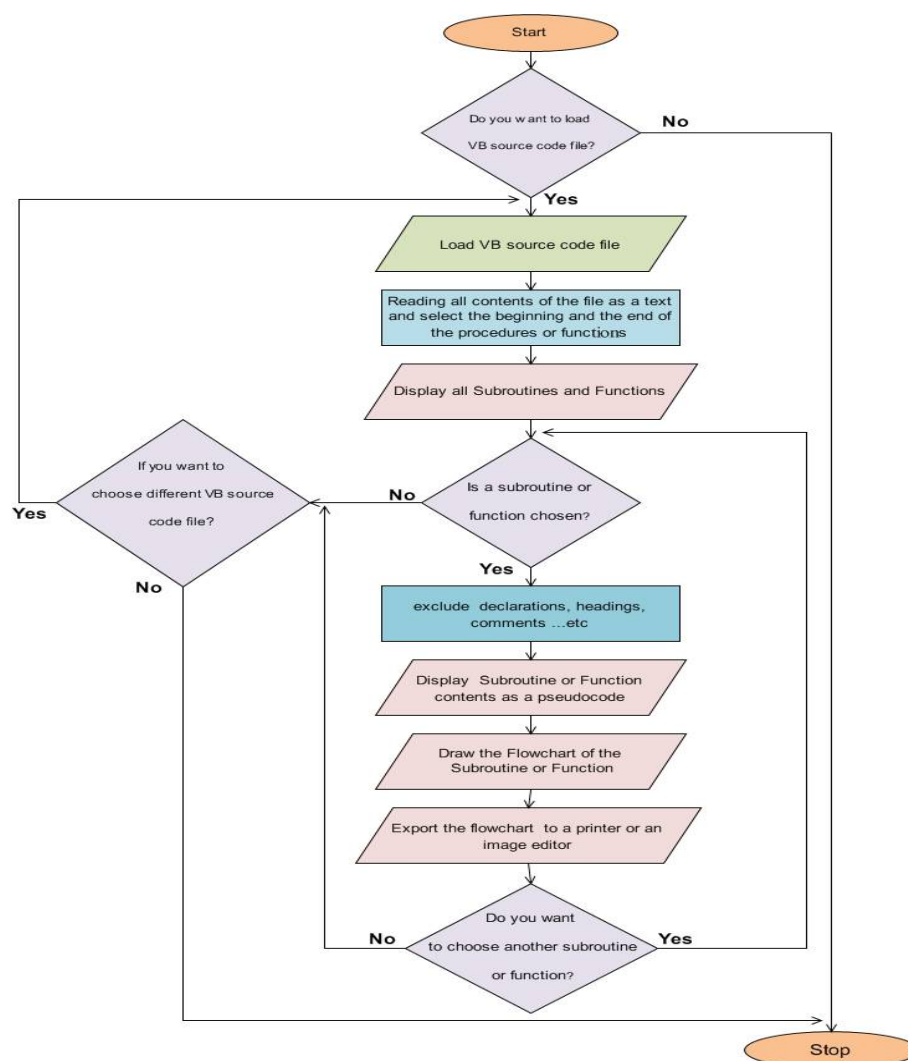 Start
Do you want to load
VB source code file?
No
Yes
Load VB source code file
Reading all contents of the file as a text
and select the beginning and the end of
the procedures or functions
Display all Subroutines and Functions
If you want to
choose different VB source
code file?
Yes
No
Is a subroutine or
function chosen?
No
Yes
exclude declarations, headings,
comments ...etc
Display Subroutine or Function
contents as a pseudocode
Draw the Flowchart of the
Subroutine or Function
Export the flowchart to a printer or an
image editor
Do you want
to choose another subroutine
or function?
No
Yes
Stop